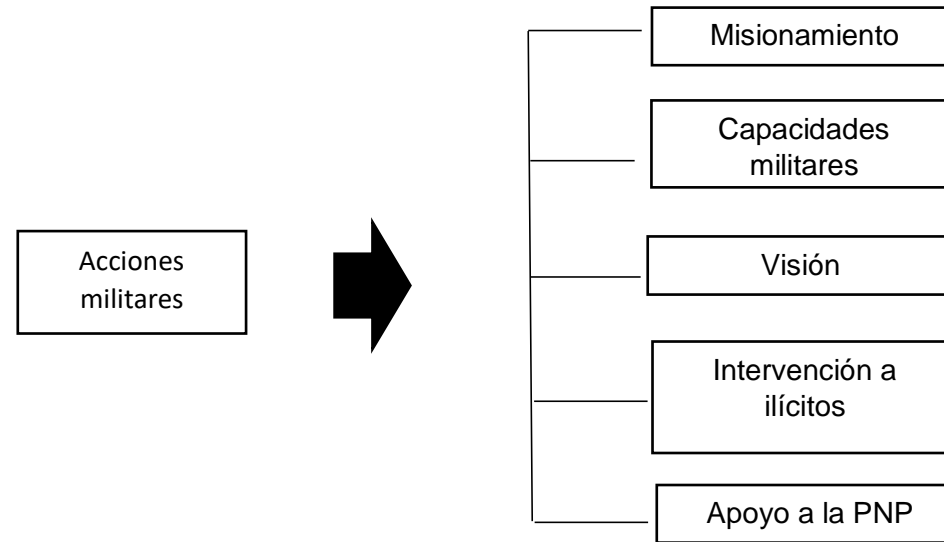 Acciones
militares
Misionamiento
Capacidades
militares
Visión
Intervención a
ilícitos
Apoyo a la PNP